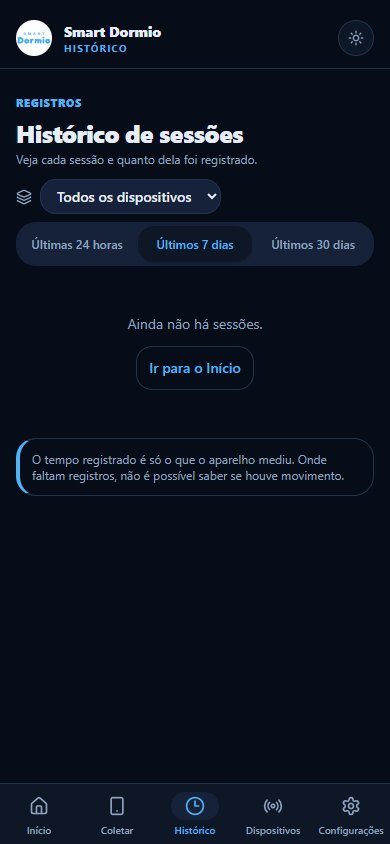 SMART
Dormio
Smart Dormio
HISTÓRICO
REGISTROS
Histórico de sessões
Veja cada sessão e quanto dela foi registrado.
Todos os dispositivos
Últimas 24 horas
Últimos 7 dias
Últimos 30 dias
Ainda não há sessões.
Ir para o Início
O tempo registrado é só o que o aparelho mediu. Onde
faltam registros, não é possível saber se houve movimento.
Início
Coletar
Histórico
Dispositivos
Configurações